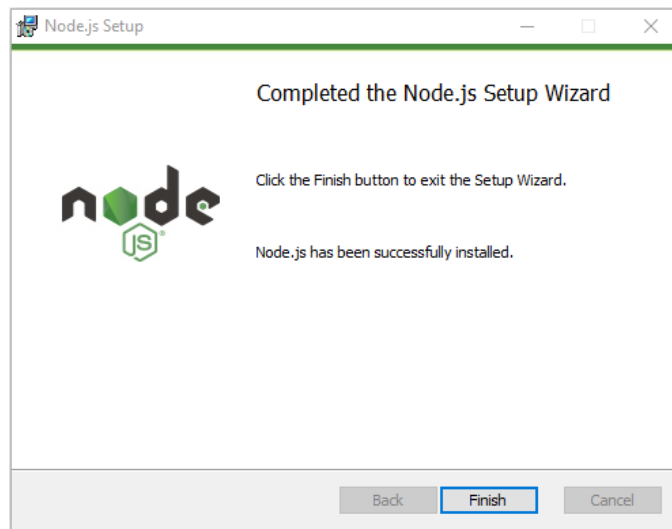 Node.js Setup
Completed the Node.js Setup Wizard
Click the Finish button to exit the Setup Wizard.
node
JS®
Node.js has been successfully installed.
Back Finish Cancel